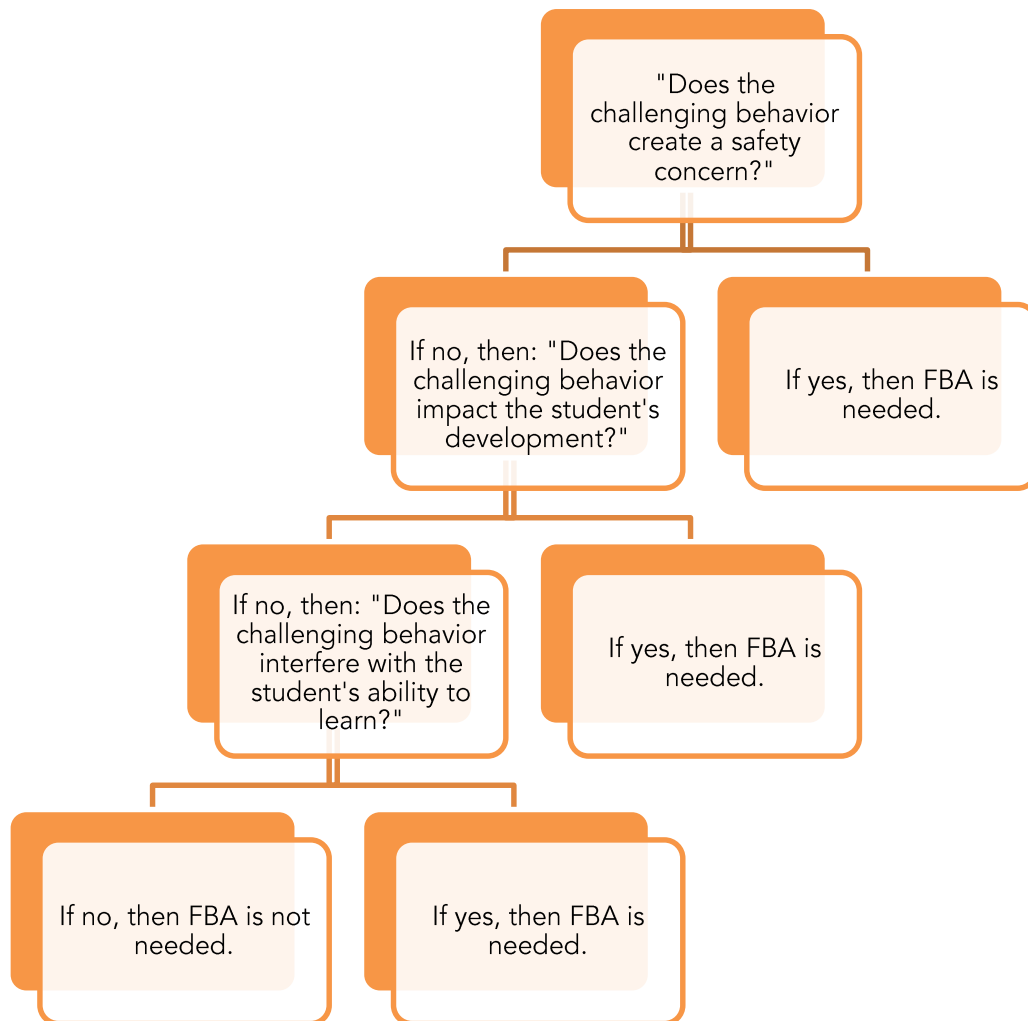 "Does the
challenging behavior
create a safety
concern?"
If no, then: "Does the
challenging behavior
impact the student's
development?"
If yes, then FBA is
needed.
If no, then: "Does the
challenging behavior
interfere with the
student's ability to
learn?"
If yes, then FBA is
needed.
If no, then FBA is not
needed.
If yes, then FBA is
needed.